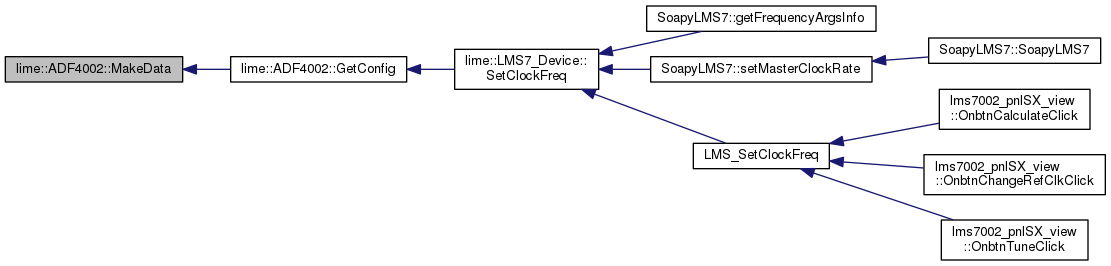 lime::ADF4002::MakeData
lime::ADF4002::GetConfig
lime::LMS7_Device::
SetClockFreq
SoapyLMS7::getFrequencyArgsInfo
SoapyLMS7::setMasterClockRate
SoapyLMS7::SoapyLMS7
LMS_SetClockFreq
lms7002_pnlSX_view
::OnbtnCalculateClick
lms7002_pnlSX_view
::OnbtnChangeRefClkClick
lms7002_pnlSX_view
::OnbtnTuneClick